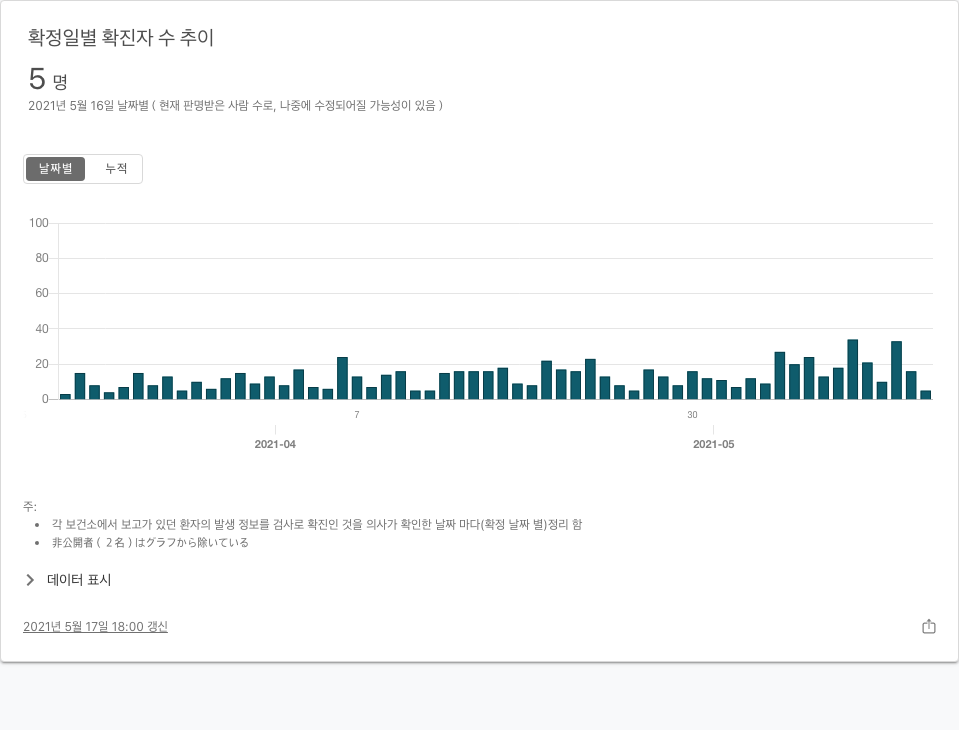 확정일별 확진자 수 추이
5 명
2021년 5월 16일 날짜별 ( 현재 판명받은 사람 수로, 나중에 수정되어질 가능성이 있음 )
날짜별 누적
100
80
60
40
20
0
7 30
2021-04 2021-05
주:
각 보건소에서 보고가 있던 환자의 발생 정보를 검사로 확진인 것을 의사가 확인한 날짜 마다(확정 날짜 별)정리 함
非公開者 ( ２名 ) はグラフから除いている
데이터 표시
2021년 5월 17일 18:00 갱신